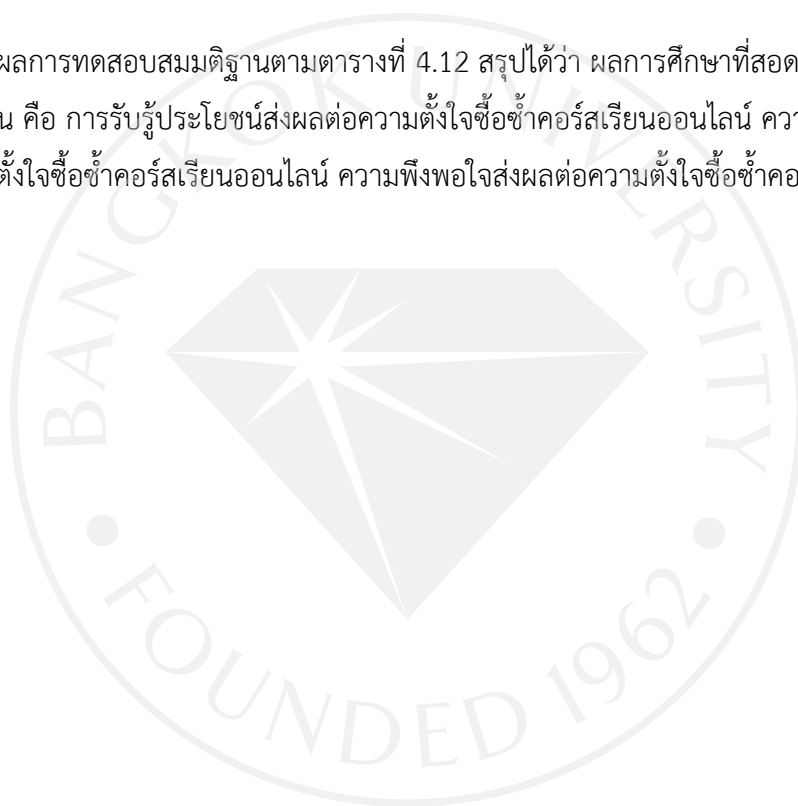 ผลการทดสอบสมมติฐานตามตารางที่ 4.12 สรุปได้ว่า ผลการศึกษาที่สอด
น คือ การรับรู้ประโยชน์ส่งผลต่อความตั้งใจซื้อซ้ำคอร์สเรียนออนไลน์ ควา
ตั้งใจซื้อซ้ำคอร์สเรียนออนไลน์ ความพึงพอใจส่งผลต่อความตั้งใจซื้อซ้ำคอ
BANGKOK UNIVERSITY
FOUNDED 1962